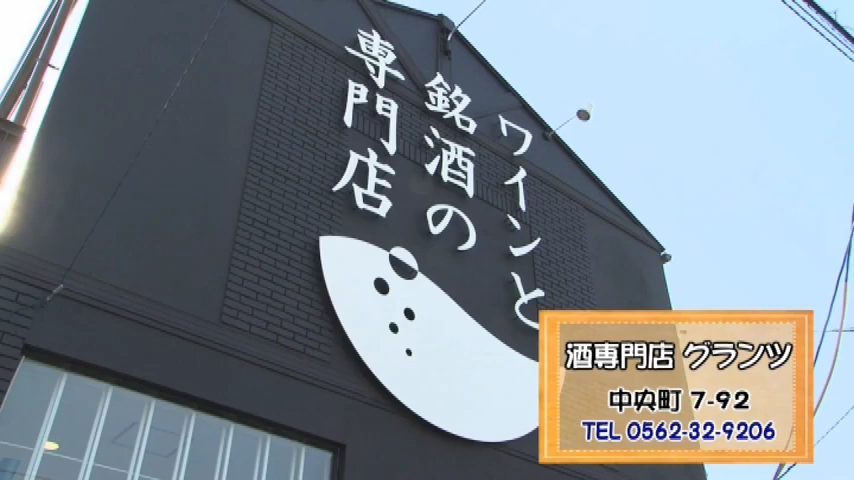 ワインと
銘酒の
専門店
酒専門店 グランツ
中央町 7-92
TEL 0562-32-9206